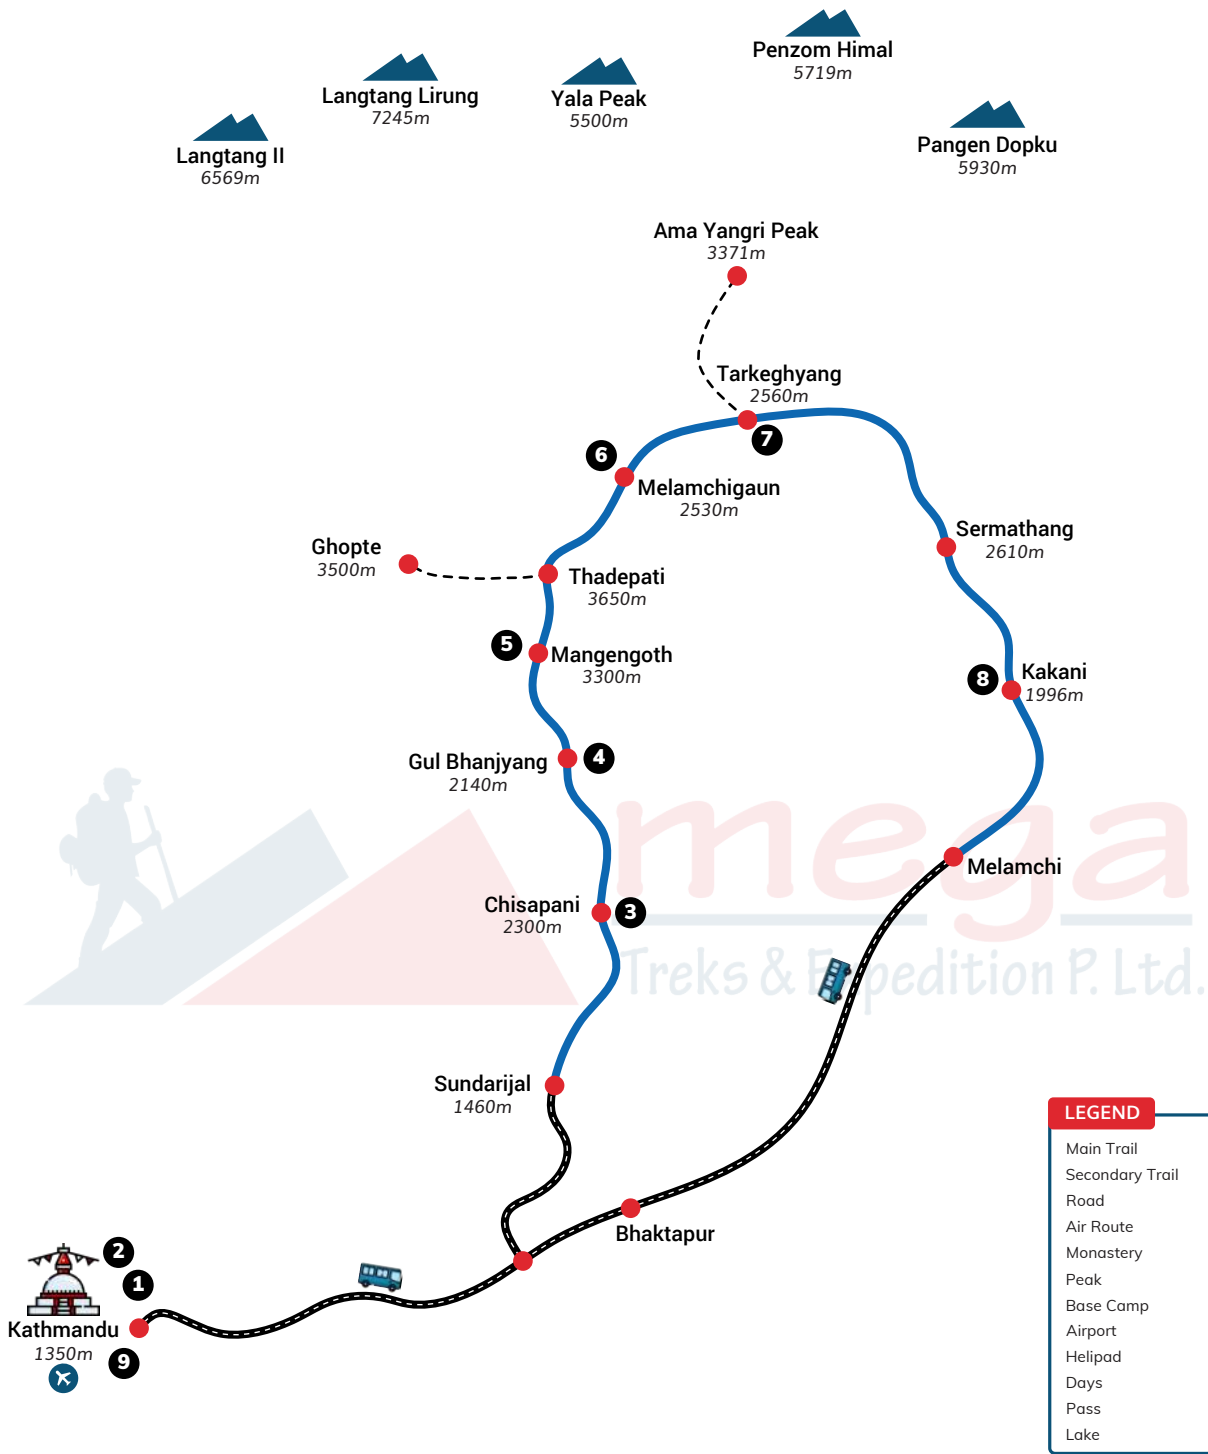 Penzom Himal
5719m
Langtang Lirung
7245m
Yala Peak
5500m
Pangen Dopku
5930m
Langtang II
6569m
Ama Yangri Peak
3371m
Tarkeghyang
2560m
7
6
Melamchigaun
2530m
Sermathang
2610m
Ghopte
3500m
Thadepati
3650m
5
Mangengoth
3300m
8
Kakani
1996m
Gul Bhanjyang
2140m
4
mega
Treks & Expedition P. Ltd.
Melamchi
Chisapani
2300m
3
Sundarijal
1460m
Bhaktapur
2
1
Kathmandu
1350m
9
LEGEND
Main Trail
Secondary Trail
Road
Air Route
Monastery
Peak
Base Camp
Airport
Helipad
Days
Pass
Lake